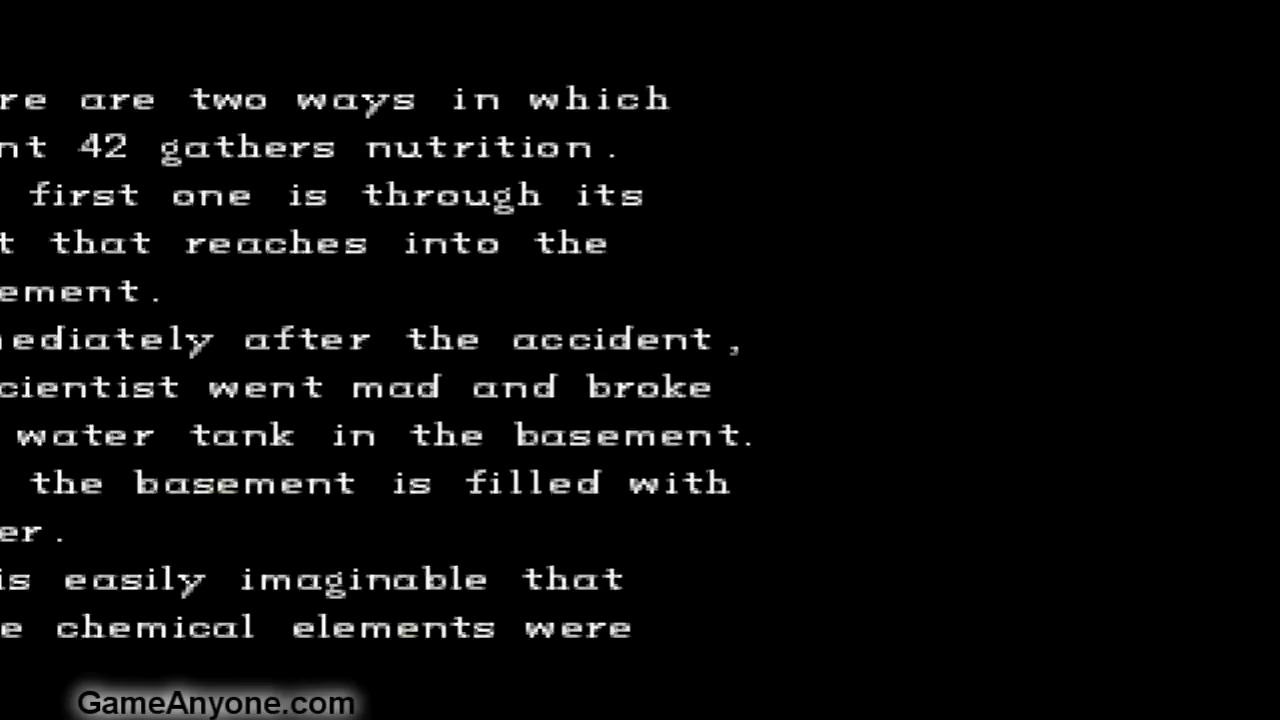 re are two ways in which
nt 42 gathers nutrition.
first one is through its
t that reaches into the
ement.
mediately after the accident,
cientist went mad and broke
water tank in the basement.
the basement is filled with
er.
is easily imaginable that
e chemical elements were
GameAnyone.com